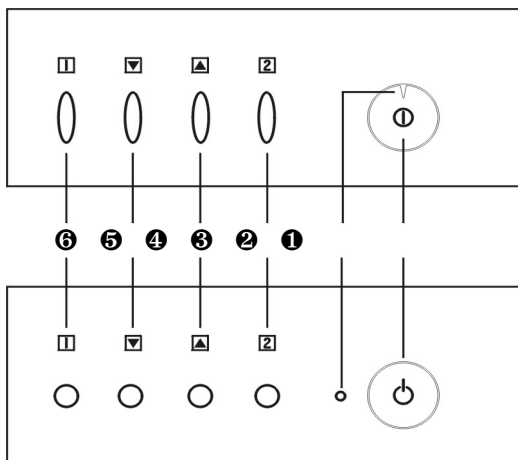 1 ▼ ▲ 2
❻ ❺ ❹ ❸ ❷ ❶
1 ▼ ▲ 2